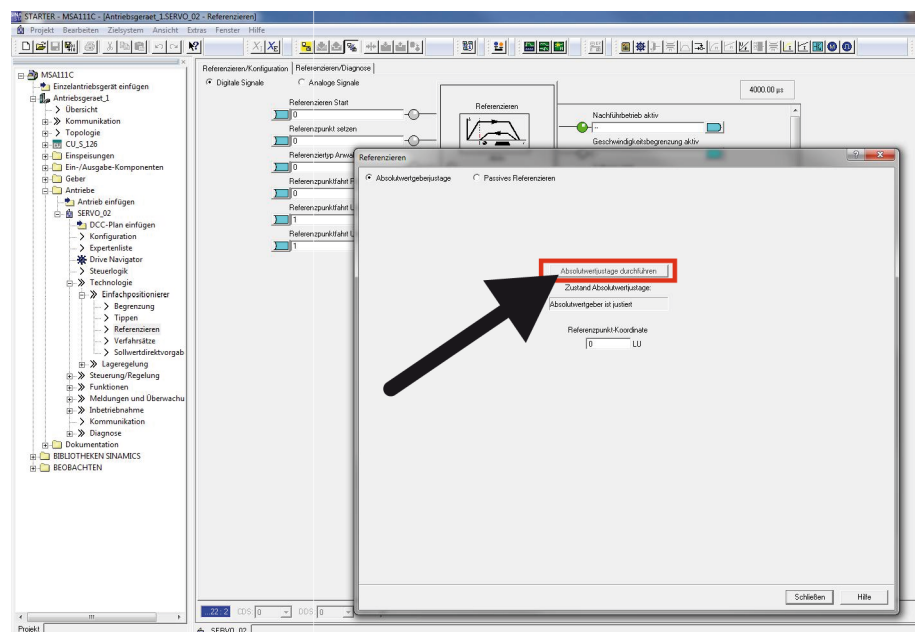 STARTER - MSA111C - [Antriebsgeraet_1.SERVO_02 - Referenzieren]
Projekt Bearbeiten Zielsystem Ansicht Extras Fenster Hilfe
MSA111C
Einzelantriebsgerät einfügen
Antriebsgeraet_1
Übersicht
Kommunikation
Topologie
CU_S_126
Einspeisungen
Ein-/Ausgabe-Komponenten
Geber
Antriebe
Antrieb einfügen
SERVO_02
DCC-Plan einfügen
Konfiguration
Expertenliste
Drive Navigator
Steuerlogik
Technologie
Einfachpositionierer
Begrenzung
Tippen
Referenzieren
Verfahrsätze
Sollwertdirektvorgab
Lageregelung
Steuerung/Regelung
Funktionen
Meldungen und Überwachu
Inbetriebnahme
Kommunikation
Diagnose
Dokumentation
BIBLIOTHEKEN SINAMICS
BEOBACHTEN
Projekt
Referenzieren/Konfiguration Referenzieren/Diagnose
Digitale Signale Analoge Signale
4000.00 µs
Referenzieren Start
0
Referenzpunkt setzen
0
Referenziertyp Anwa
0
Referenzpunktfahrt
0
Referenzpunktfahrt
1
Referenzpunktfahrt
1
Referenzieren
Nachführbetrieb aktiv
--
Geschwindigkeitsbegrenzung aktiv
Referenzieren
Absolutwertgeberjustage Passives Referenzieren
Absolutwertjustage durchführen
Zustand Absolutwertjustage:
Absolutwertgeber ist justiert
Referenzpunkt-Koordinate
0 LU
Schließen Hilfe
CDS: 0 DDS: 0
SERVO_02